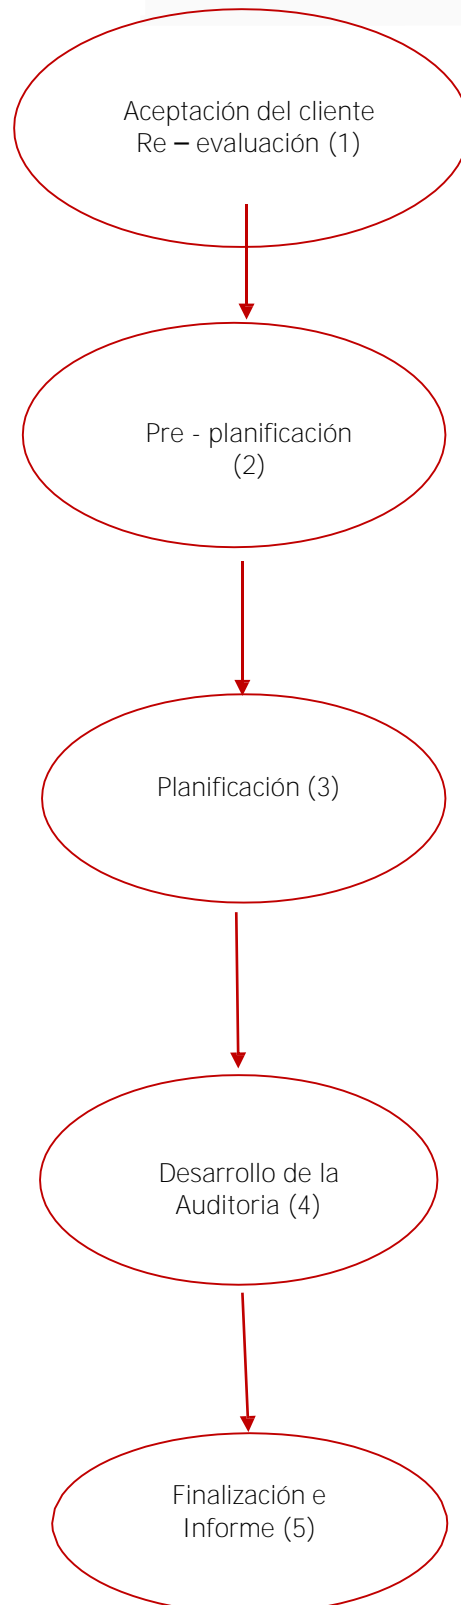 Aceptación del cliente
Re – evaluación (1)
Pre - planificación
(2)
Planificación (3)
Desarrollo de la
Auditoria (4)
Finalización e
Informe (5)